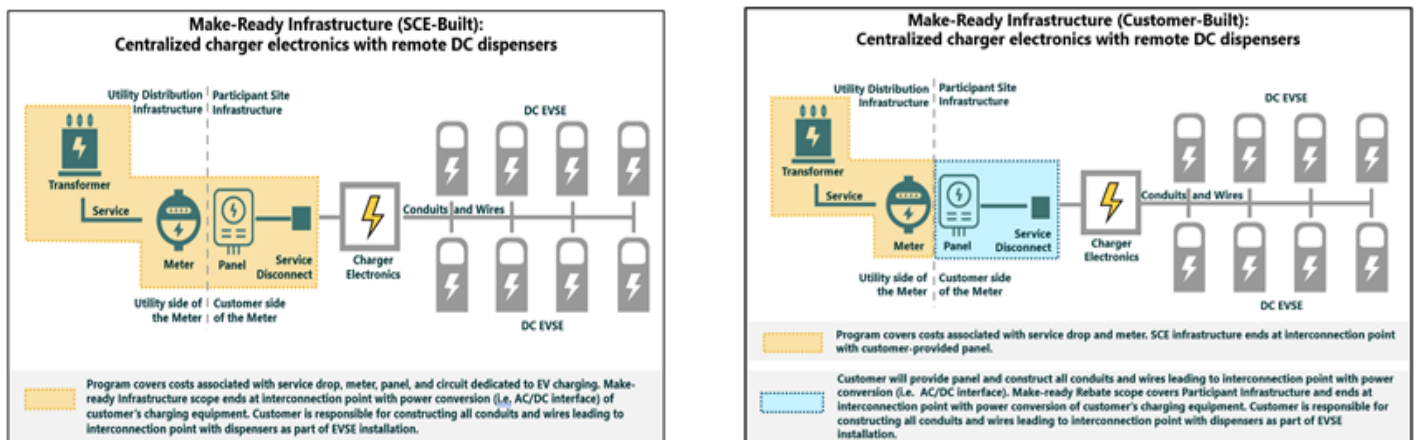 Make-Ready Infrastructure (SCE-Built):
Centralized charger electronics with remote DC dispensers
Utility Distribution
Infrastructure
Participant Site
Infrastructure
DC EVSE
Transformer
Service
Conduits and Wires
Meter
Panel
Service
Disconnect
Charger
Electronics
Utility side of
the Meter
Customer side
of the Meter
DC EVSE
Program covers costs associated with service drop, meter, panel, and circuit dedicated to EV charging. Make-
ready Infrastructure scope ends at interconnection point with power conversion (i.e. AC/DC interface) of
customer's charging equipment. Customer is responsible for constructing all conduits and wires leading to
interconnection point with dispensers as part of EVSE installation.
Make-Ready Infrastructure (Customer-Built):
Centralized charger electronics with remote DC dispensers
Utility Distribution
Infrastructure
Participant Site
Infrastructure
DC EVSE
Transformer
Service
Conduits and Wires
Meter
Panel
Service
Disconnect
Charger
Electronics
Utility side of
the Meter
Customer side
of the Meter
DC EVSE
Program covers costs associated with service drop and meter. SCE infrastructure ends at interconnection point
with customer-provided panel.
Customer will provide panel and construct all conduits and wires leading to interconnection point with power
conversion (i.e. AC/DC interface). Make-ready Rebate scope covers Participant Infrastructure and ends at
interconnection point with power conversion of customer's charging equipment. Customer is responsible for
constructing all conduits and wires leading to interconnection point with dispensers as part of EVSE
installation.